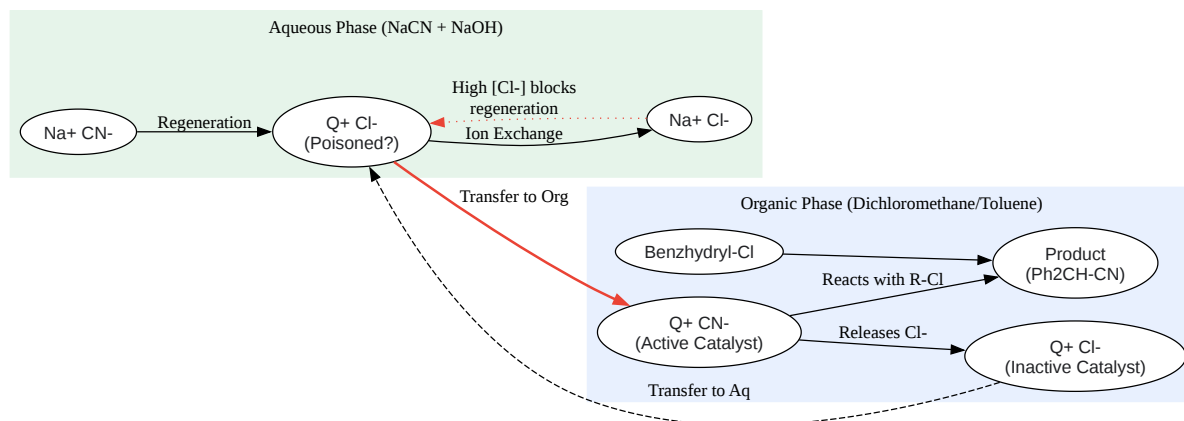 Aqueous Phase (NaCN + NaOH)
High [Cl-] blocks
regeneration
Na+ CN-
Regeneration
Q+ Cl-
(Poisoned?)
Ion Exchange
Na+ Cl-
Transfer to Org
Organic Phase (Dichloromethane/Toluene)
Benzhydryl-Cl
Product
(Ph2CH-CN)
Reacts with R-Cl
Q+ CN-
(Active Catalyst)
Releases Cl-
Q+ Cl-
(Inactive Catalyst)
Transfer to Aq